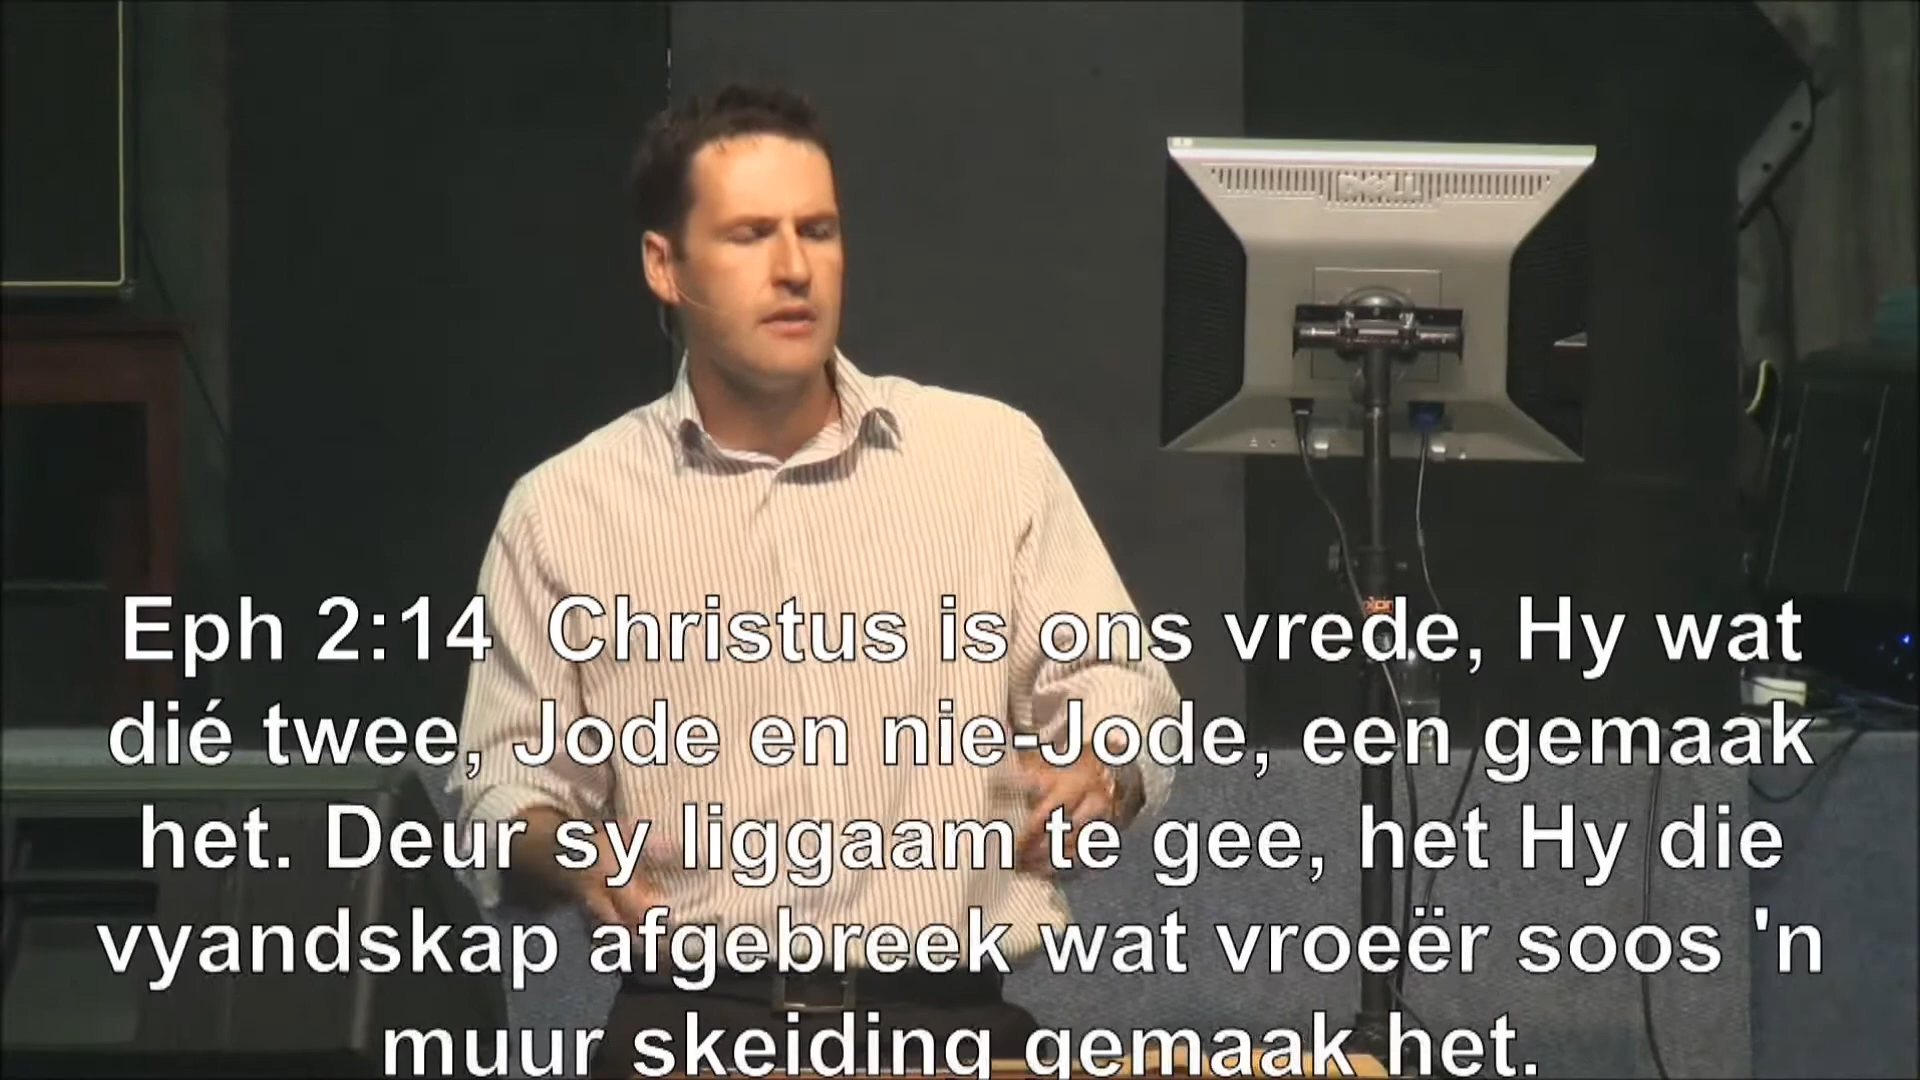 DELL
Eph 2:14 Christus is ons vrede, Hy wat
dié twee, Jode en nie-Jode, een gemaak
het. Deur sy liggaam te gee, het Hy die
vyandskap afgebreek wat vroeër soos 'n
muur skeiding gemaak het.